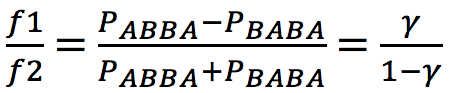 f1/f2 = (P_ABBA − P_BABA)/(P_ABBA + P_BABA) = γ/(1−γ)